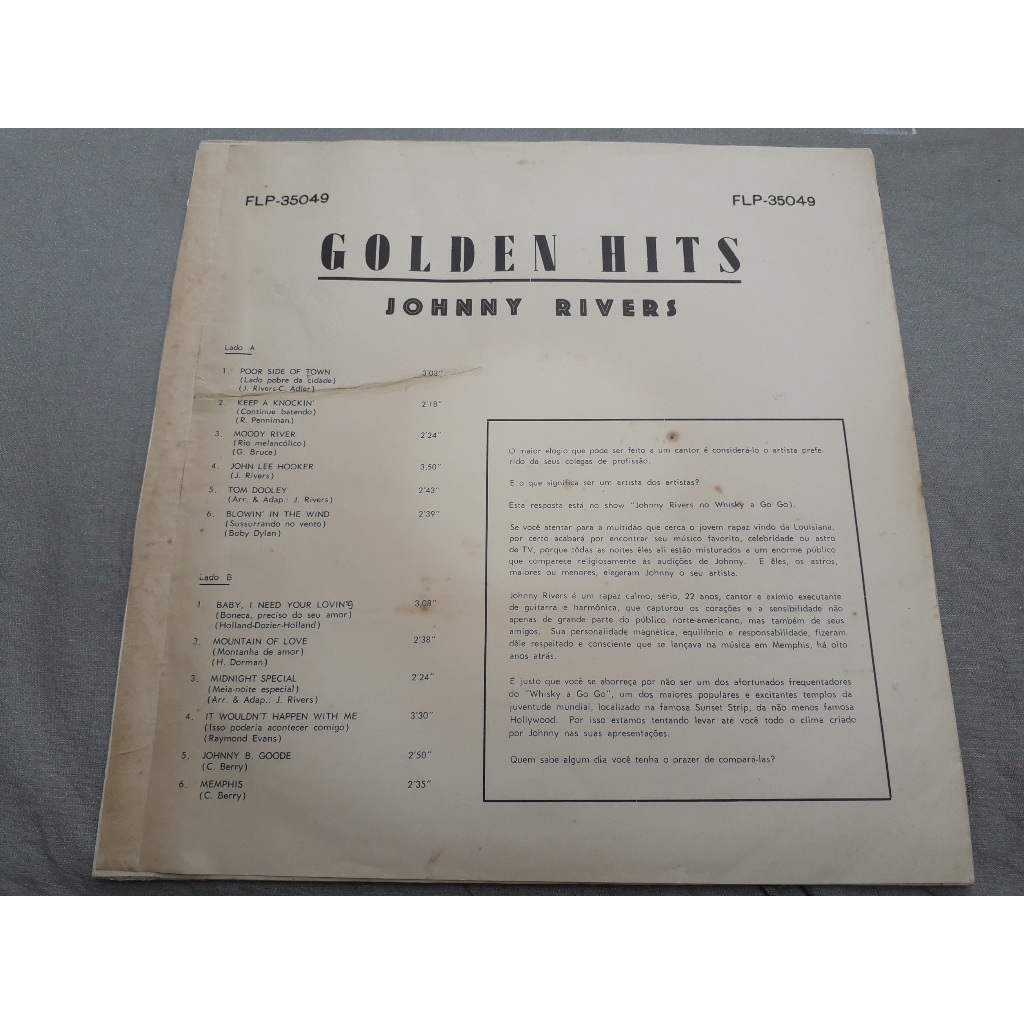 FLP-35049
FLP-35049
GOLDEN HITS
JOHNNY RIVERS
Lado A
1. POOR SIDE OF TOWN 3'03"
(Lado pobre da cidade)
(J. Rivers-C. Adler)
2. KEEP A KNOCKIN' 2'18"
(Continue batendo)
(R. Penniman)
3. MOODY RIVER 2'24"
(Rio melancólico)
(G. Bruce)
4. JOHN LEE HOOKER 3,50"
(J. Rivers)
5. TOM DOOLEY 2'43"
(Arr. & Adap.: J. Rivers)
6. BLOWIN' IN THE WIND 2'39"
(Sussurrando no vento)
(Boby Dylan)
Lado B
1. BABY, I NEED YOUR LOVIN'G 3,08"
(Boneca, preciso do seu amor)
(Holland-Dozier-Holland)
2. MOUNTAIN OF LOVE 2'38"
(Montanha de amor)
(H. Dorman)
3. MIDNIGHT SPECIAL 2'24"
(Meia-noite especial)
(Arr. & Adap.: J. Rivers)
4. IT WOULDN'T HAPPEN WITH ME 3'30"
(Isso poderia acontecer comigo)
(Raymond Evans)
5. JOHNNY B. GOODE 2'50"
(C. Berry)
6. MEMPHIS 2'35"
(C. Berry)
O maior elogio que pode ser feito a um cantor é considerá-lo o artista prefe-
rido de seus colegas de profissão.
E o que significa ser um artista dos artistas?
Esta resposta está no show "Johnny Rivers no Whisky a Go Go).
Se você atentar para a multidão que cerca o jovem rapaz vindo da Louisiana,
por certo acabará por encontrar seu músico favorito, celebridade ou astro
de TV, porque tôdas as noites êles ali estão misturados a um enorme público
que comparece religiosamente às audições de Johnny. E êles, os astros,
maiores ou menores, elegeram Johnny o seu artista.
Johnny Rivers é um rapaz calmo, sério, 22 anos, cantor e exímio executante
de guitarra e harmônica, que capturou os corações e a sensibilidade não
apenas de grande parte do público norte-americano, mas também de seus
amigos. Sua personalidade magnética, equilíbrio e responsabilidade, fizeram
dêle respeitado e consciente que se lançava na música em Memphis, há oito
anos atrás.
É justo que você se aborreça por não ser um dos afortunados frequentadores
do "Whisky a Go Go", um dos maiores populares e excitantes templos da
juventude mundial, localizado na famosa Sunset Strip, da não menos famosa
Hollywood. Por isso estamos tentando levar até você todo o clima criado
por Johnny nas suas apresentações.
Quem sabe algum dia você tenha o prazer de compará-las?